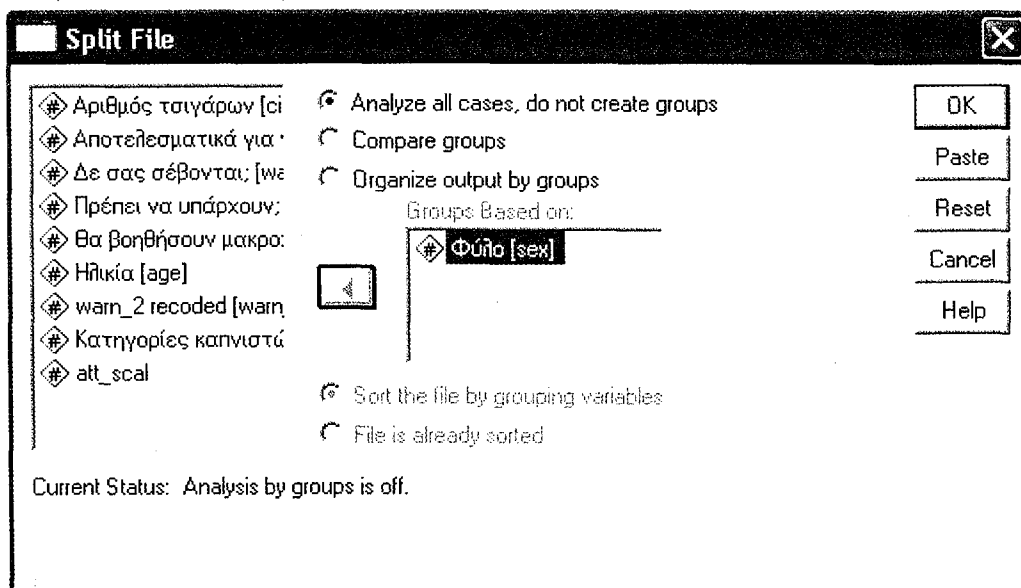 Split File
Αριθμός τσιγάρων [ci
Αποτελεσματικά για
Δε σας σέβονται; [wa
Πρέπει να υπάρχουν;
Θα βοηθήσουν μακρο
Ηλικία [age]
warn_2 recoded [warn_
Κατηγορίες καπνιστώ
att_scal
Analyze all cases, do not create groups
Compare groups
Organize output by groups
Groups Based on:
Φύλο [sex]
Sort the file by grouping variables
File is already sorted
OK
Paste
Reset
Cancel
Help
Current Status: Analysis by groups is off.